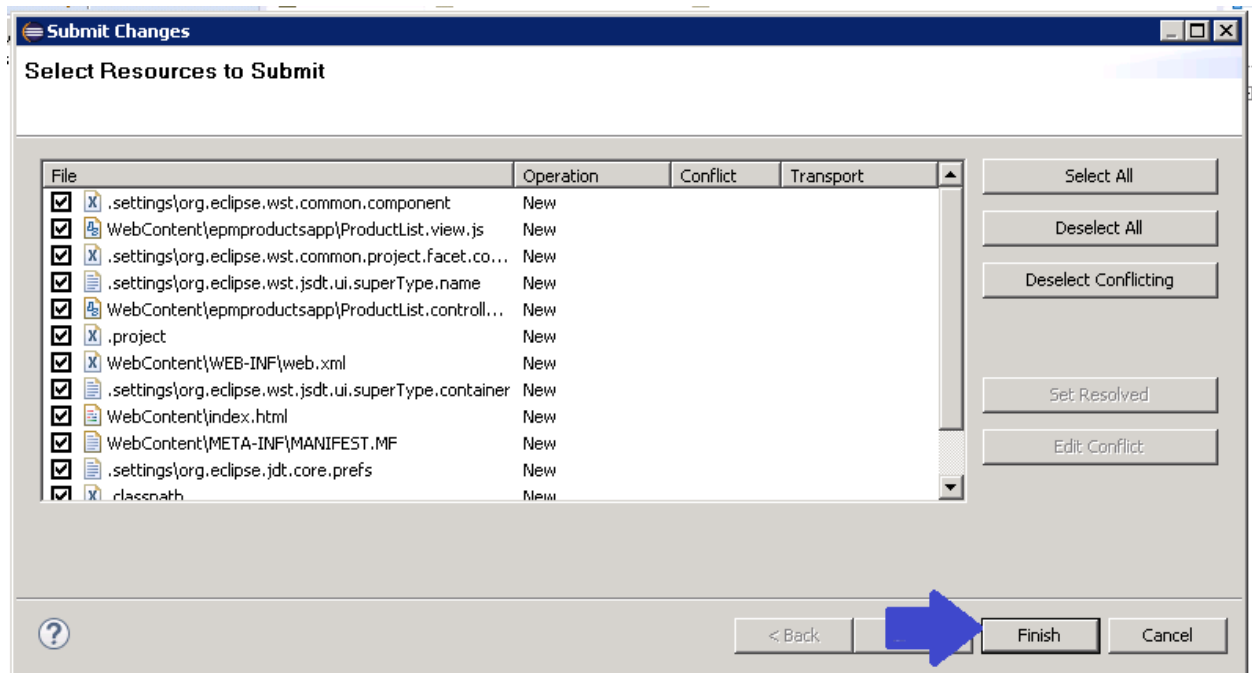 Submit Changes
Select Resources to Submit
File Operation Conflict Transport
.settings\org.eclipse.wst.common.component New
WebContent\epmproductsapp\ProductList.view.js New
.settings\org.eclipse.wst.common.project.facet.co... New
.settings\org.eclipse.wst.jsdt.ui.superType.name New
WebContent\epmproductsapp\ProductList.controll... New
.project New
WebContent\WEB-INF\web.xml New
.settings\org.eclipse.wst.jsdt.ui.superType.container New
WebContent\index.html New
WebContent\META-INF\MANIFEST.MF New
.settings\org.eclipse.jdt.core.prefs New
.classpath New
Select All
Deselect All
Deselect Conflicting
Set Resolved
Edit Conflict
< Back Finish Cancel